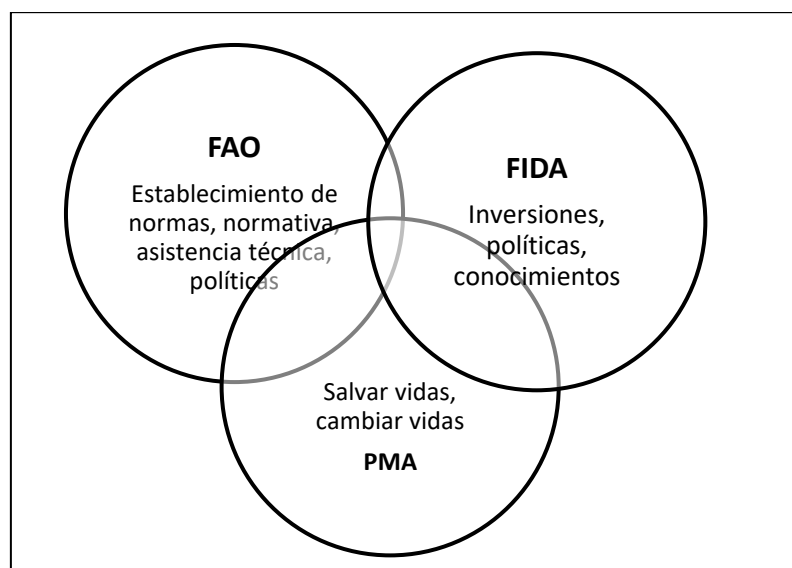 FAO
Establecimiento de
normas, normativa,
asistencia técnica,
políticas
FIDA
Inversiones,
políticas,
conocimientos
Salvar vidas,
cambiar vidas
PMA